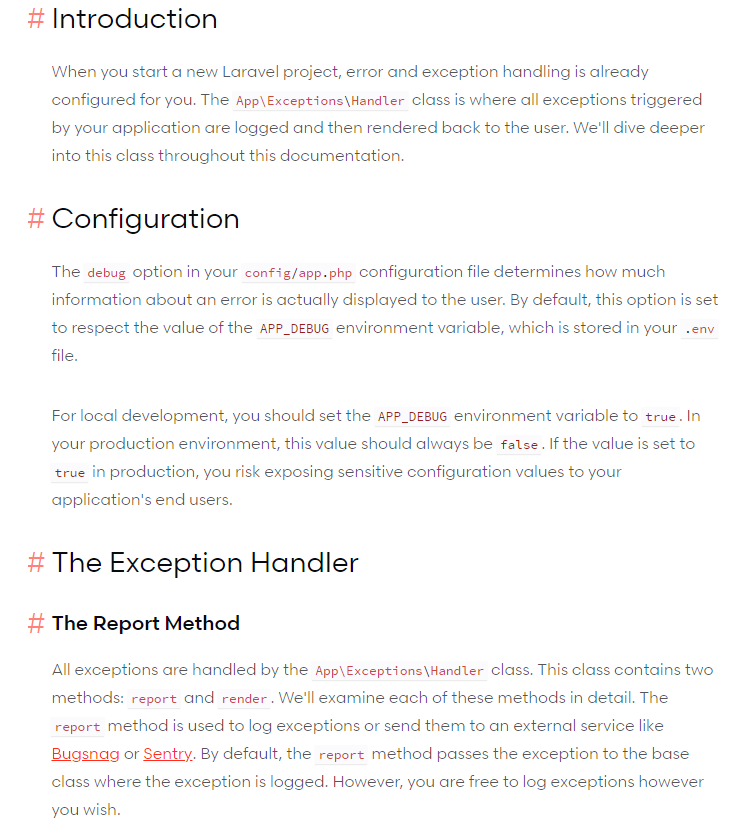 # Introduction
When you start a new Laravel project, error and exception handling is already
configured for you. The App\Exceptions\Handler class is where all exceptions triggered
by your application are logged and then rendered back to the user. We'll dive deeper
into this class throughout this documentation.
# Configuration
The debug option in your config/app.php configuration file determines how much
information about an error is actually displayed to the user. By default, this option is set
to respect the value of the APP_DEBUG environment variable, which is stored in your .env
file.
For local development, you should set the APP_DEBUG environment variable to true. In
your production environment, this value should always be false. If the value is set to
true in production, you risk exposing sensitive configuration values to your
application's end users.
# The Exception Handler
# The Report Method
All exceptions are handled by the App\Exceptions\Handler class. This class contains two
methods: report and render. We'll examine each of these methods in detail. The
report method is used to log exceptions or send them to an external service like
Bugsnag or Sentry. By default, the report method passes the exception to the base
class where the exception is logged. However, you are free to log exceptions however
you wish.